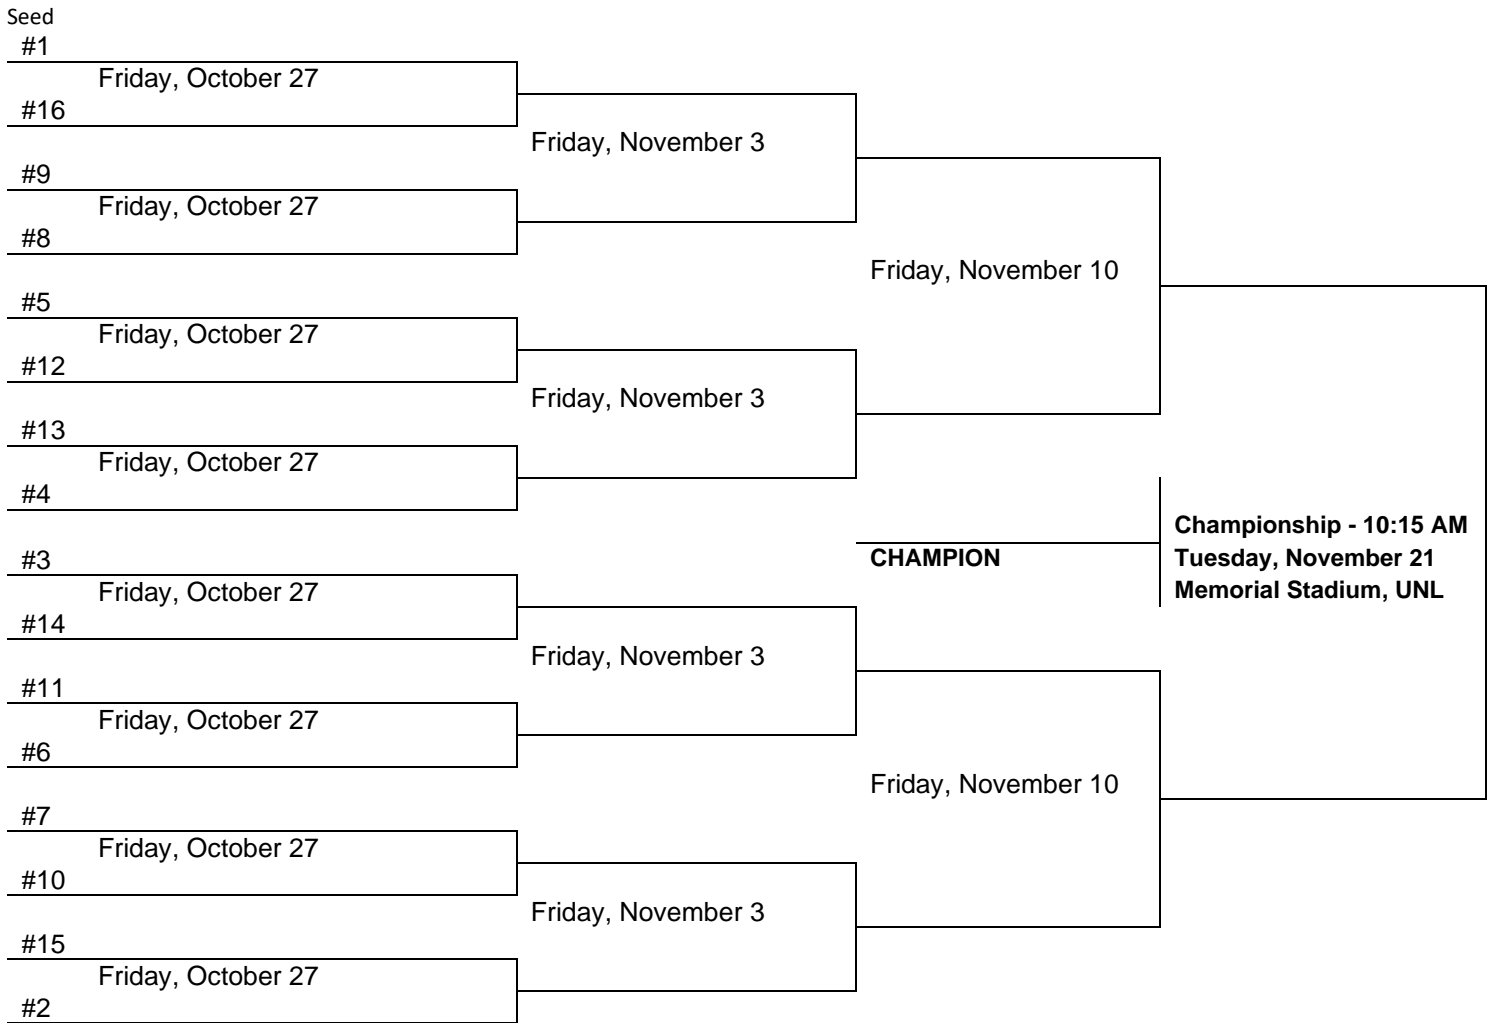 Seed
#1
Friday, October 27
#16
Friday, November 3
#9
Friday, October 27
#8
Friday, November 10
#5
Friday, October 27
#12
Friday, November 3
#13
Friday, October 27
#4
Championship - 10:15 AM
CHAMPION
Tuesday, November 21
Memorial Stadium, UNL
#3
Friday, October 27
#14
Friday, November 3
#11
Friday, October 27
#6
Friday, November 10
#7
Friday, October 27
#10
Friday, November 3
#15
Friday, October 27
#2